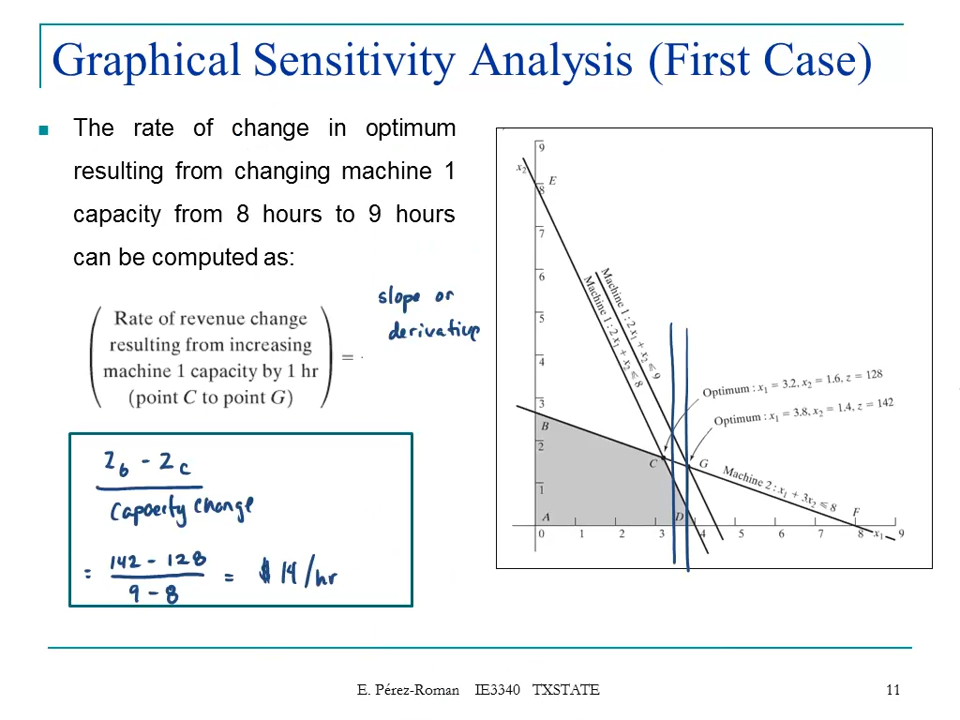 Graphical Sensitivity Analysis (First Case)
The rate of change in optimum
resulting from changing machine 1
capacity from 8 hours to 9 hours
can be computed as:
slope or
derivative
Rate of revenue change
resulting from increasing
machine 1 capacity by 1 hr
(point C to point G)
=
Z6 - Zc
Capacity change
= 142 - 128
9 - 8
= $14/hr
x2
9
E
8
7
6
5
4
3
B
2
1
A
0 1 2 3 4 5 6 7 8 9
C
G
D
F
x1
Machine 1 : 2x1 + x2 ≤ 8
Machine 1 : 2x1 + x2 ≤ 9
Machine 2 : x1 + 3x2 ≤ 8
Optimum : x1 = 3.2, x2 = 1.6, z = 128
Optimum : x1 = 3.8, x2 = 1.4, z = 142
E. Pérez-Roman IE3340 TXSTATE
11